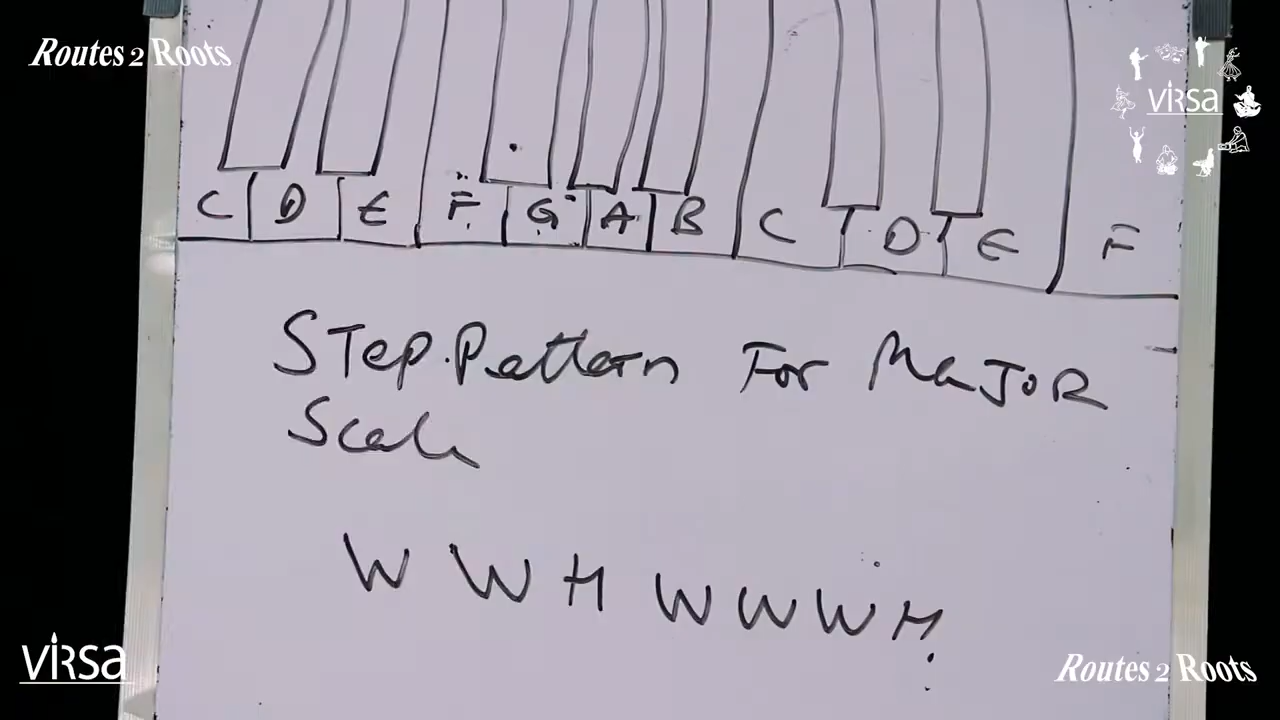 Routes 2 Roots
VIRSA
C D E F G A B C D E F
Step Pattern For MaJOR
Scale
W W H W W W H
VIRSA
Routes 2 Roots